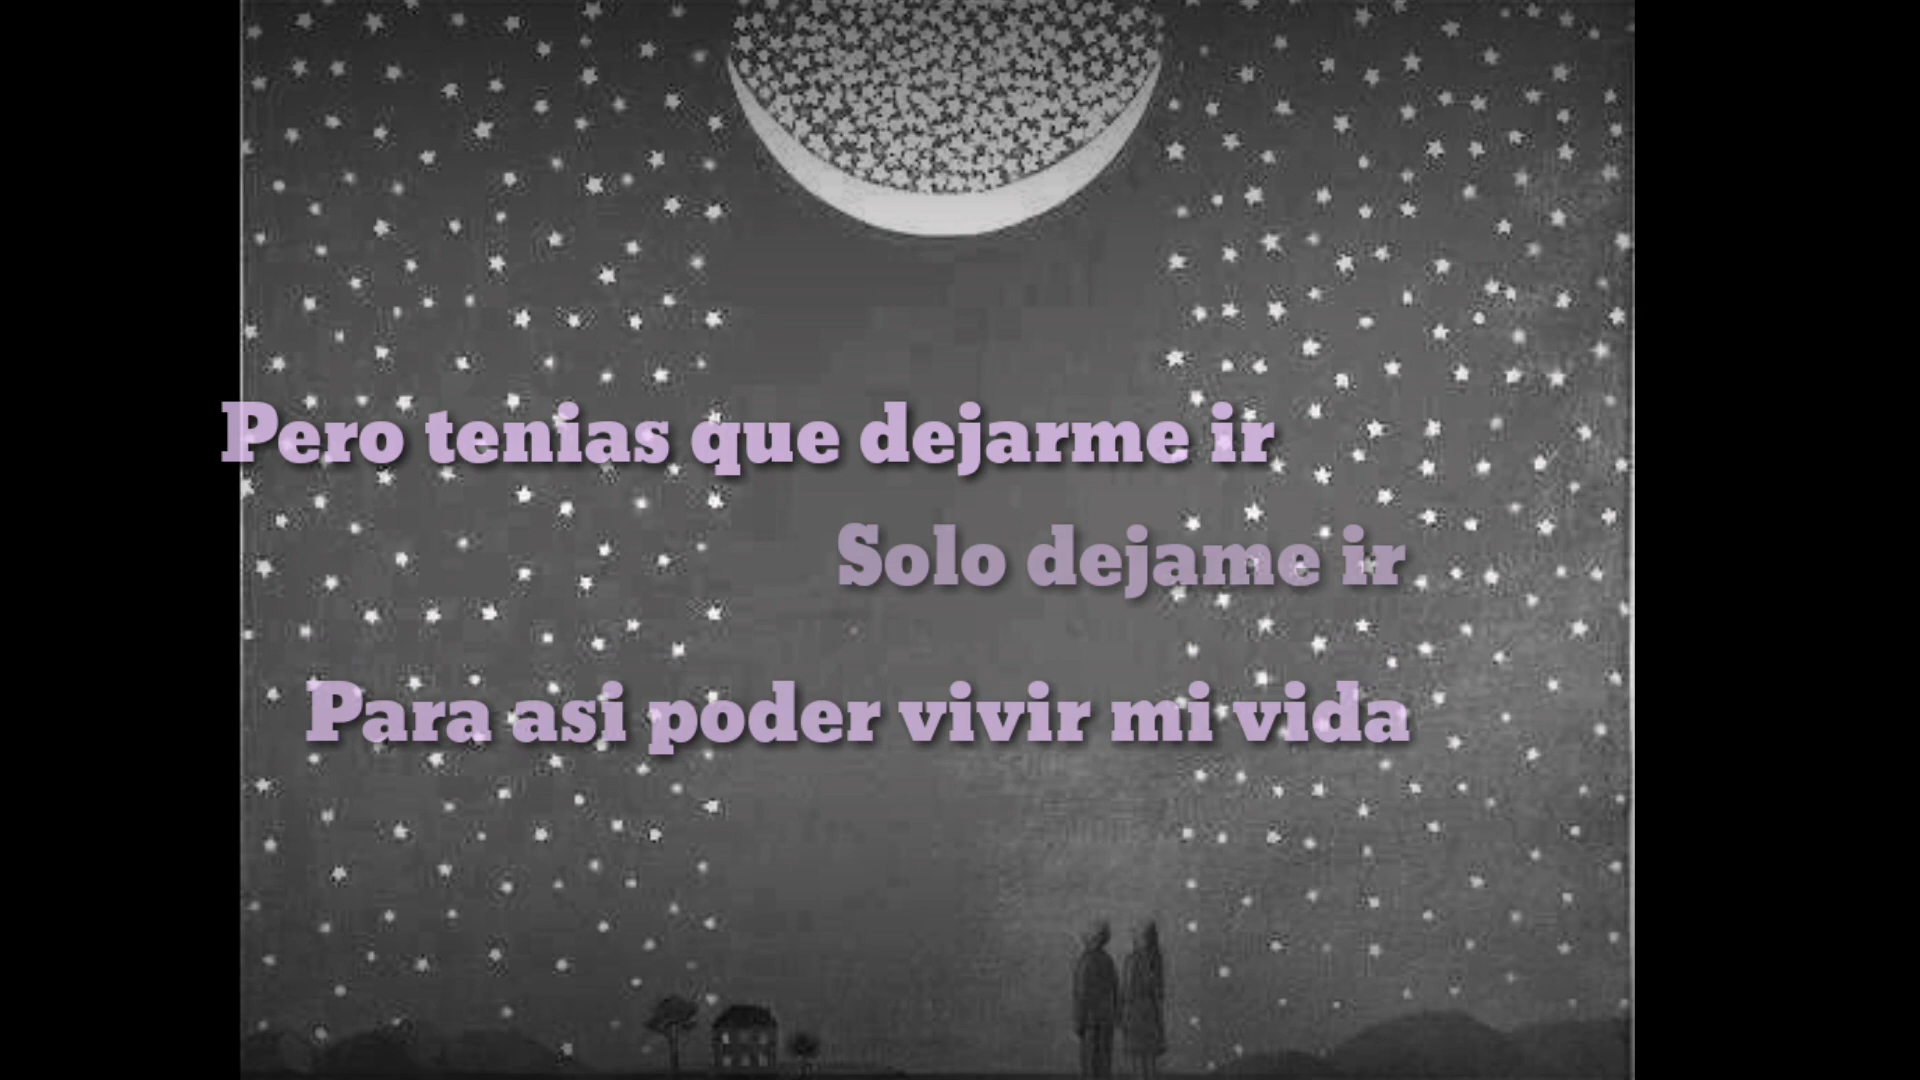 Pero tenias que dejarme ir
Solo dejame ir
Para asi poder vivir mi vida